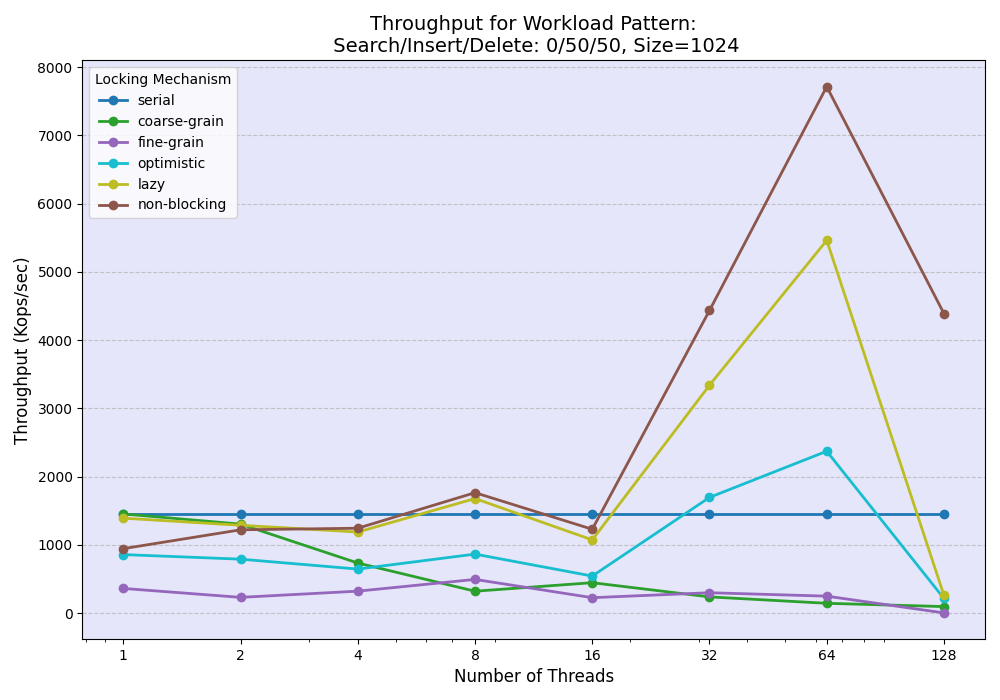 Throughput for Workload Pattern:
Search/Insert/Delete: 0/50/50, Size=1024
Throughput (Kops/sec)
8000
7000
6000
5000
4000
3000
2000
1000
0
Locking Mechanism
serial
coarse-grain
fine-grain
optimistic
lazy
non-blocking
1 2 4 8 16 32 64 128
Number of Threads